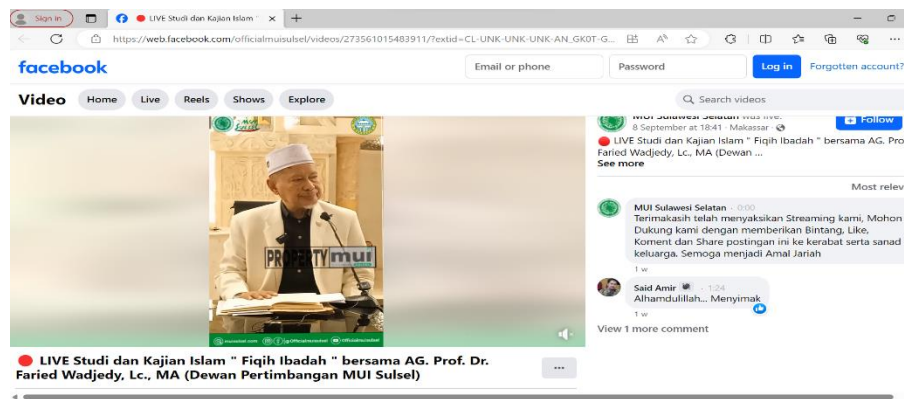 Sign in
LIVE Studi dan Kajian Islam "
https://web.facebook.com/officialmuisulsel/videos/273561015483911/?extid=CL-UNK-UNK-UNK-AN_GK0T-G...
facebook
Email or phone
Password
Log in
Forgotten account?
Video
Home
Live
Reels
Shows
Explore
Search videos
MUI Sulawesi Selatan was live.
8 September at 18:41 · Makassar ·
Follow
LIVE Studi dan Kajian Islam " Fiqih Ibadah " bersama AG. Pro
Faried Wadjedy, Lc., MA (Dewan ...
See more
Most relev
MUI Sulawesi Selatan · 0:00
Terimakasih telah menyaksikan Streaming kami, Mohon
Dukung kami dengan memberikan Bintang, Like,
Koment dan Share postingan ini ke kerabat serta sanad
keluarga. Semoga menjadi Amal Jariah
1 w
Said Amir · 1:24
Alhamdulillah... Menyimak
1 w
View 1 more comment
PROPERTY mui
LIVE Studi dan Kajian Islam " Fiqih Ibadah " bersama AG. Prof. Dr.
Faried Wadjedy, Lc., MA (Dewan Pertimbangan MUI Sulsel)